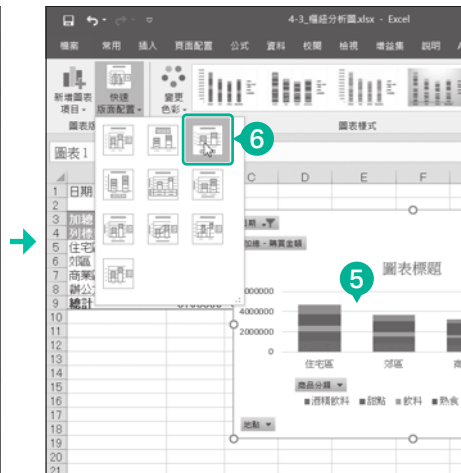 4-3_樞紐分析圖.xlsx - Excel
檔案 常用 插入 頁面配置 公式 資料 校閱 檢視 增益集 說明
新增圖表項目 快速版面配置 變更色彩
圖表樣式
6
圖表 1
C D E F
1 日期
2
3 加總
4 列標
5 住宅
6 郊區
7 商業
8 辦公
9 總計
10
11
12
13
14
15
16
17
18
19
20
21
加總 - 購買金額
圖表標題
5
4000000
2000000
0
住宅區 郊區 商
商品分類
酒精飲料 甜點 飲料 熟食
地點